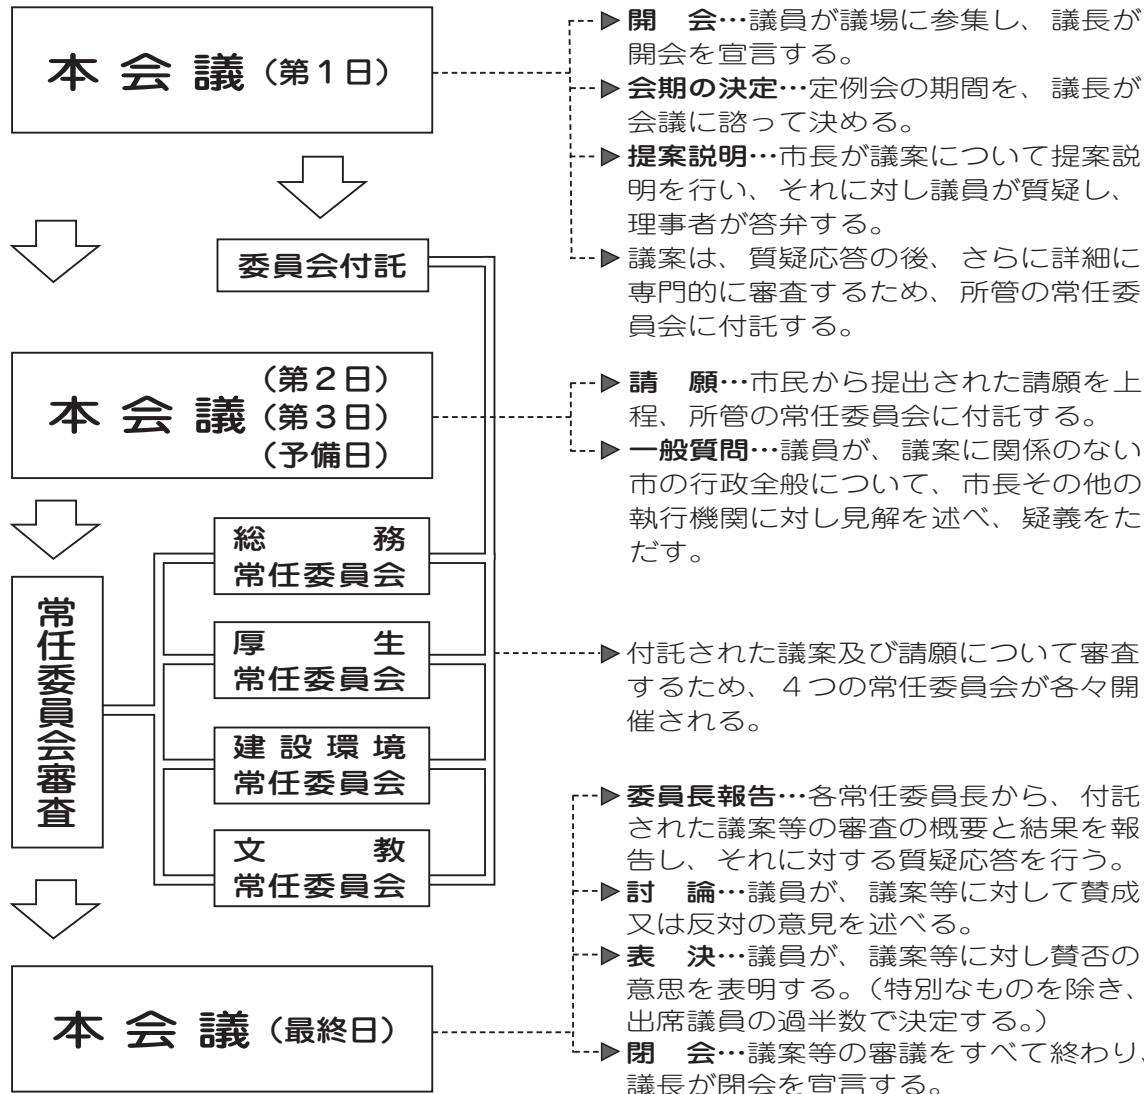 本会議（第１日）
開　会…議員が議場に参集し、議長が
開会を宣言する。
会期の決定…定例会の期間を、議長が
会議に諮って決める。
提案説明…市長が議案について提案説
明を行い、それに対し議員が質疑し、
理事者が答弁する。
議案は、質疑応答の後、さらに詳細に
専門的に審査するため、所管の常任委
員会に付託する。
委員会付託
本会議
（第２日）
（第３日）
（予備日）
請　願…市民から提出された請願を上
程、所管の常任委員会に付託する。
一般質問…議員が、議案に関係のない
市の行政全般について、市長その他の
執行機関に対し見解を述べ、疑義をた
だす。
常任委員会審査
総　務
常任委員会
厚　生
常任委員会
建設環境
常任委員会
文　教
常任委員会
付託された議案及び請願について審査
するため、４つの常任委員会が各々開
催される。
本会議（最終日）
委員長報告…各常任委員長から、付託
された議案等の審査の概要と結果を報
告し、それに対する質疑応答を行う。
討　論…議員が、議案等に対して賛成
又は反対の意見を述べる。
表　決…議員が、議案等に対し賛否の
意思を表明する。（特別なものを除き、
出席議員の過半数で決定する。）
閉　会…議案等の審議をすべて終わり、
議長が閉会を宣言する。